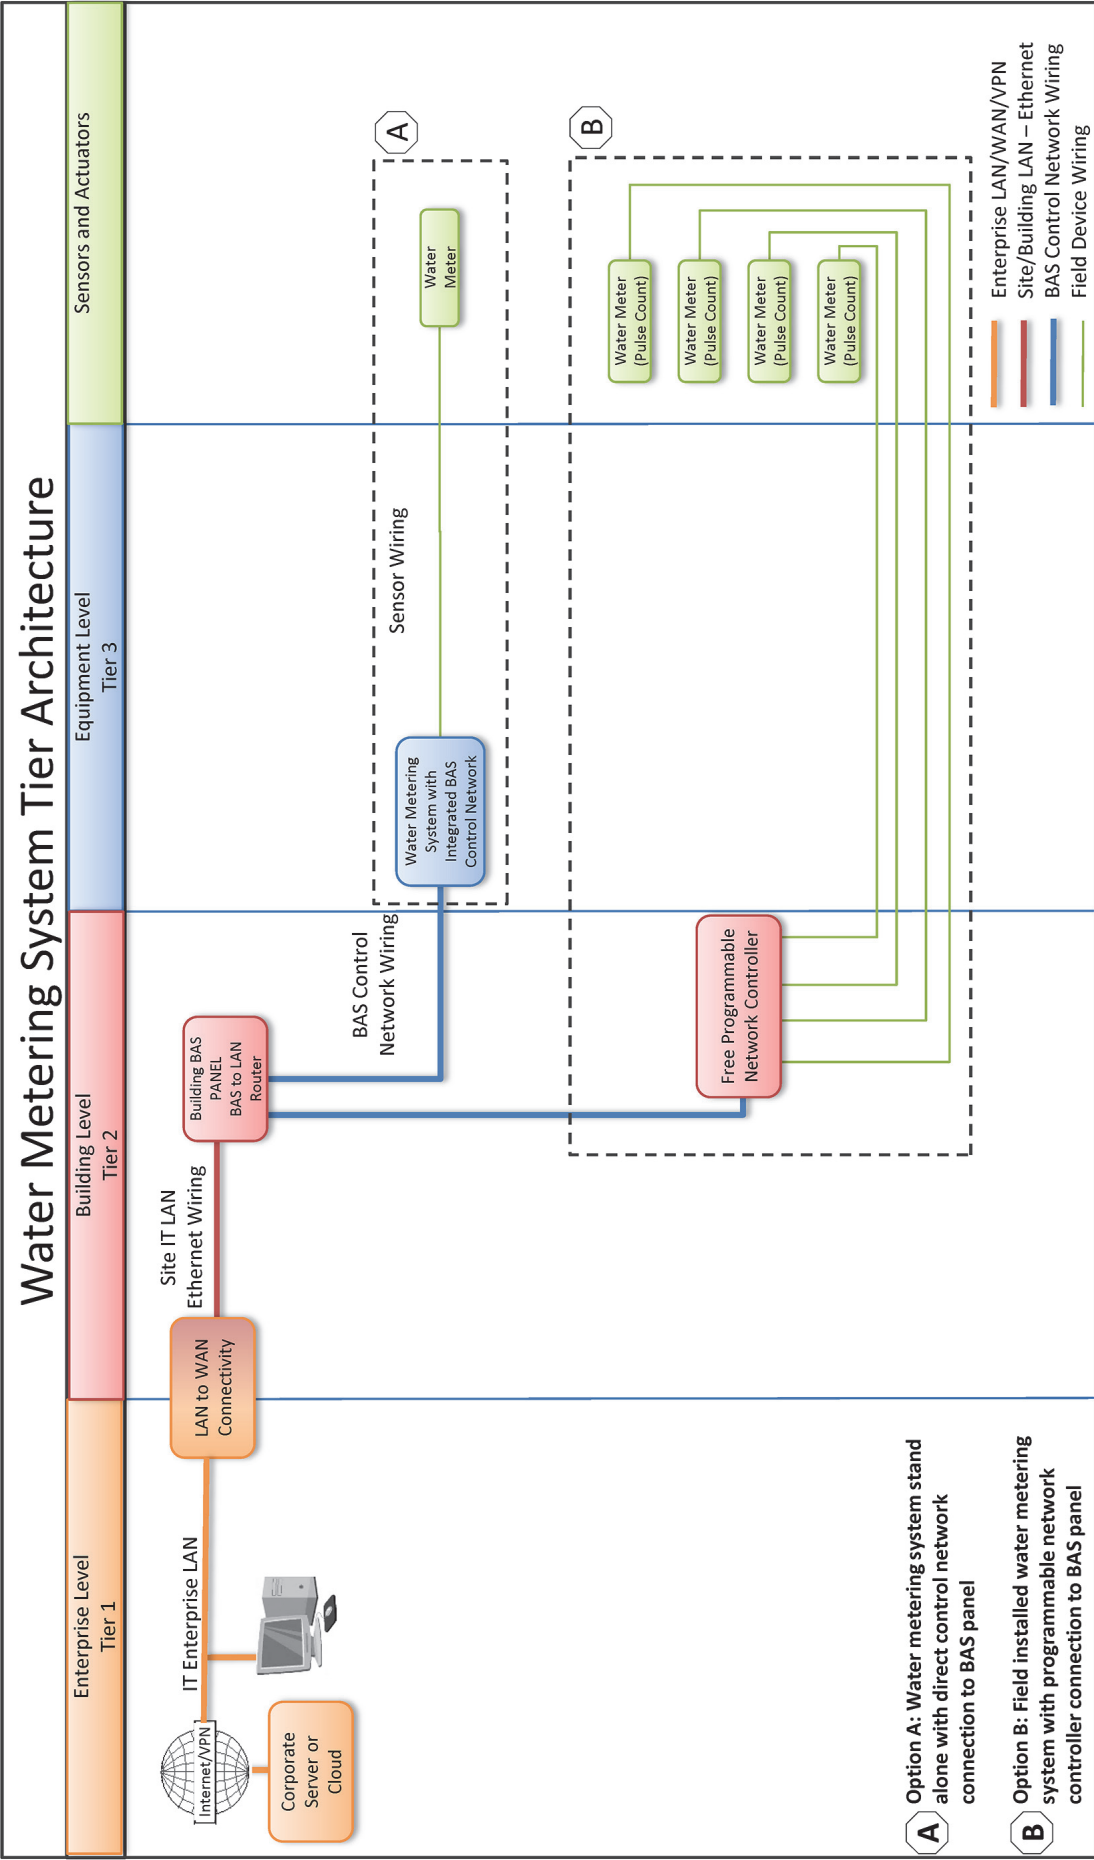 Water Metering System Tier Architecture
Enterprise Level
Tier 1
Building Level
Tier 2
Equipment Level
Tier 3
Sensors and Actuators
Internet/VPN
Corporate
Server or
Cloud
IT Enterprise LAN
LAN to WAN
Connectivity
Site IT LAN
Ethernet Wiring
Building BAS
PANEL
BAS to LAN
Router
BAS Control
Network Wiring
Water Metering
System with
Integrated BAS
Control Network
Sensor Wiring
Water
Meter
A
B
Free Programmable
Network Controller
Water Meter
(Pulse Count)
Water Meter
(Pulse Count)
Water Meter
(Pulse Count)
Water Meter
(Pulse Count)
A
Option A: Water metering system stand
alone with direct control network
connection to BAS panel
B
Option B: Field installed water metering
system with programmable network
controller connection to BAS panel
Enterprise LAN/WAN/VPN
Site/Building LAN – Ethernet
BAS Control Network Wiring
Field Device Wiring